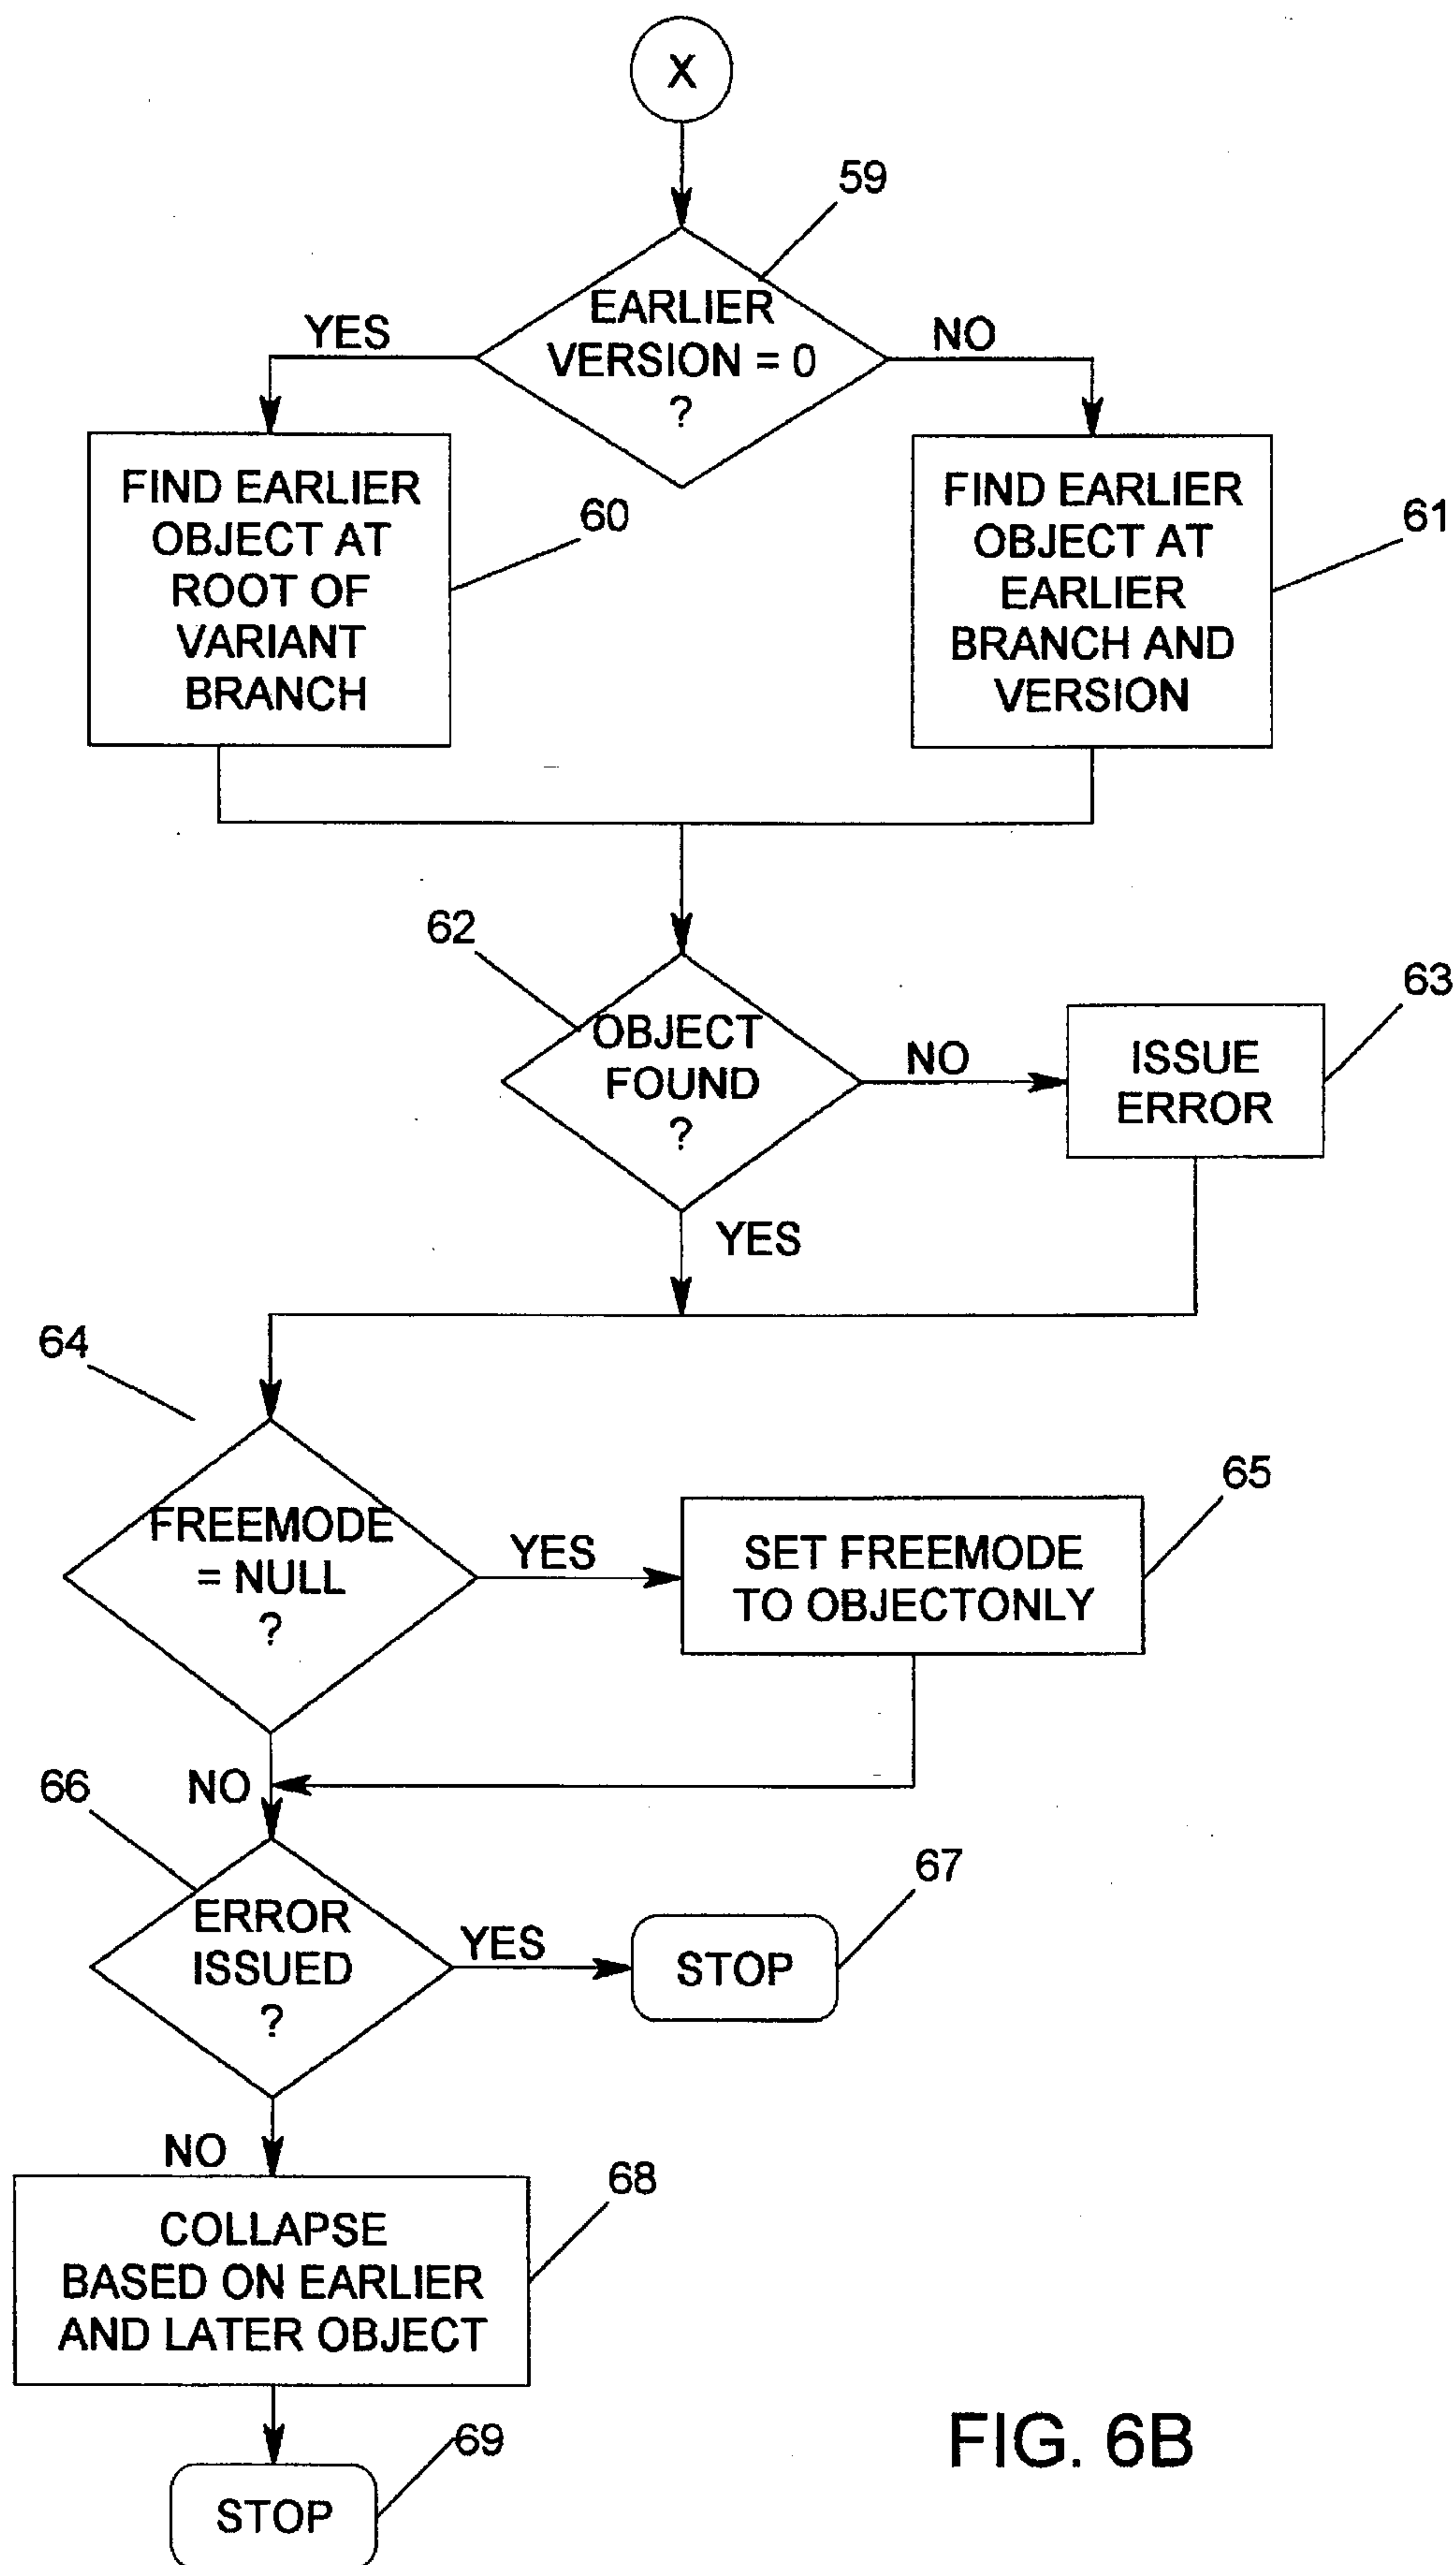 X
59
EARLIER
VERSION = 0
?
YES
NO
FIND EARLIER
OBJECT AT
ROOT OF
VARIANT
BRANCH
60
FIND EARLIER
OBJECT AT
EARLIER
BRANCH AND
VERSION
61
62
OBJECT
FOUND
?
NO
ISSUE
ERROR
63
YES
64
FREEMODE
= NULL
?
YES
SET FREEMODE
TO OBJECTONLY
65
NO
66
ERROR
ISSUED
?
YES
STOP
67
NO
COLLAPSE
BASED ON EARLIER
AND LATER OBJECT
68
STOP
69
FIG. 6B